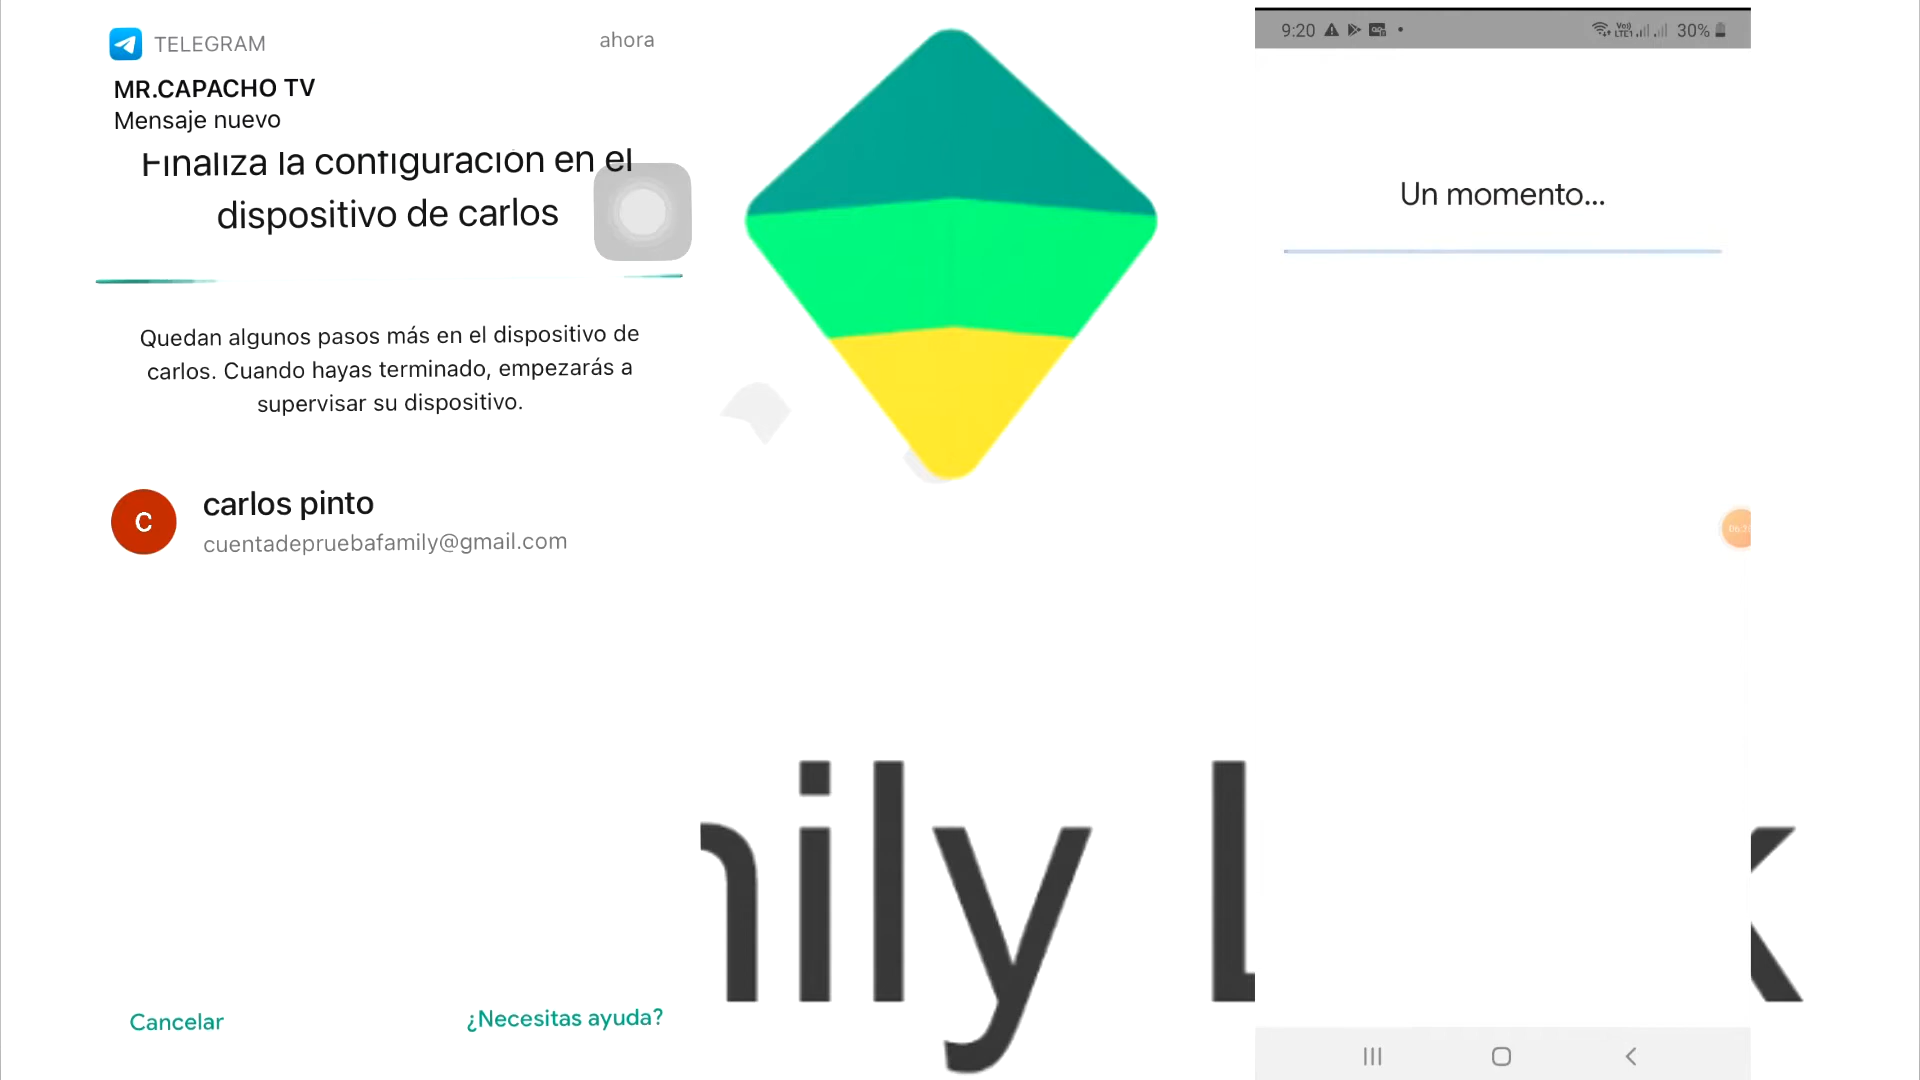 TELEGRAM
ahora
MR.CAPACHO TV
Mensaje nuevo
Finaliza la configuración en el
dispositivo de carlos
Quedan algunos pasos más en el dispositivo de
carlos. Cuando hayas terminado, empezarás a
supervisar su dispositivo.
C
carlos pinto
cuentadepruebafamily@gmail.com
Cancelar
¿Necesitas ayuda?
ily
9:20
30%
Un momento...